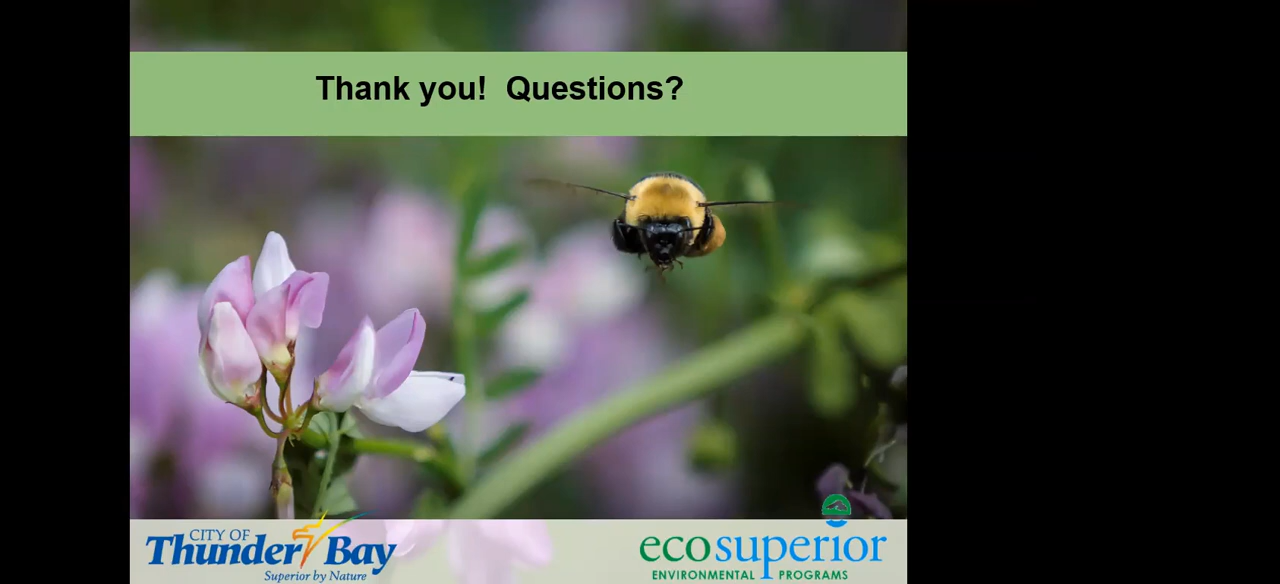 Thank you!  Questions?
CITY OF
Thunder Bay
Superior by Nature
ecosuperior
ENVIRONMENTAL PROGRAMS